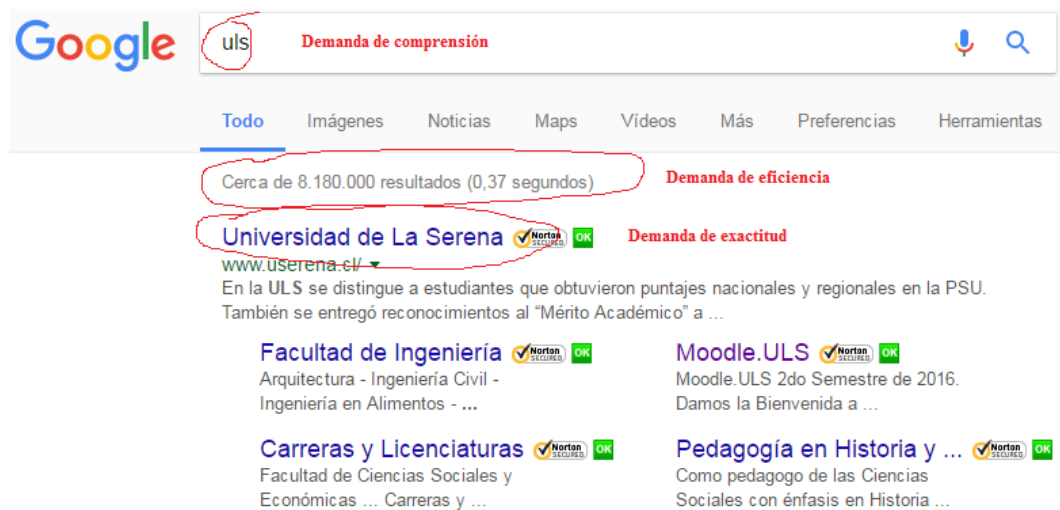 Google
uls Demanda de comprensión
Todo Imágenes Noticias Maps Vídeos Más Preferencias Herramientas
Cerca de 8.180.000 resultados (0,37 segundos) Demanda de eficiencia
Universidad de La Serena Norton SECURED OK Demanda de exactitud
www.userena.cl/
En la ULS se distingue a estudiantes que obtuvieron puntajes nacionales y regionales en la PSU.
También se entregó reconocimientos al “Mérito Académico” a ...
Facultad de Ingeniería Norton SECURED OK
Arquitectura - Ingeniería Civil -
Ingeniería en Alimentos - ...
Moodle.ULS Norton SECURED OK
Moodle.ULS 2do Semestre de 2016.
Damos la Bienvenida a ...
Carreras y Licenciaturas Norton SECURED OK
Facultad de Ciencias Sociales y
Económicas ... Carreras y ...
Pedagogía en Historia y ... Norton SECURED OK
Como pedagogo de las Ciencias
Sociales con énfasis en Historia ...